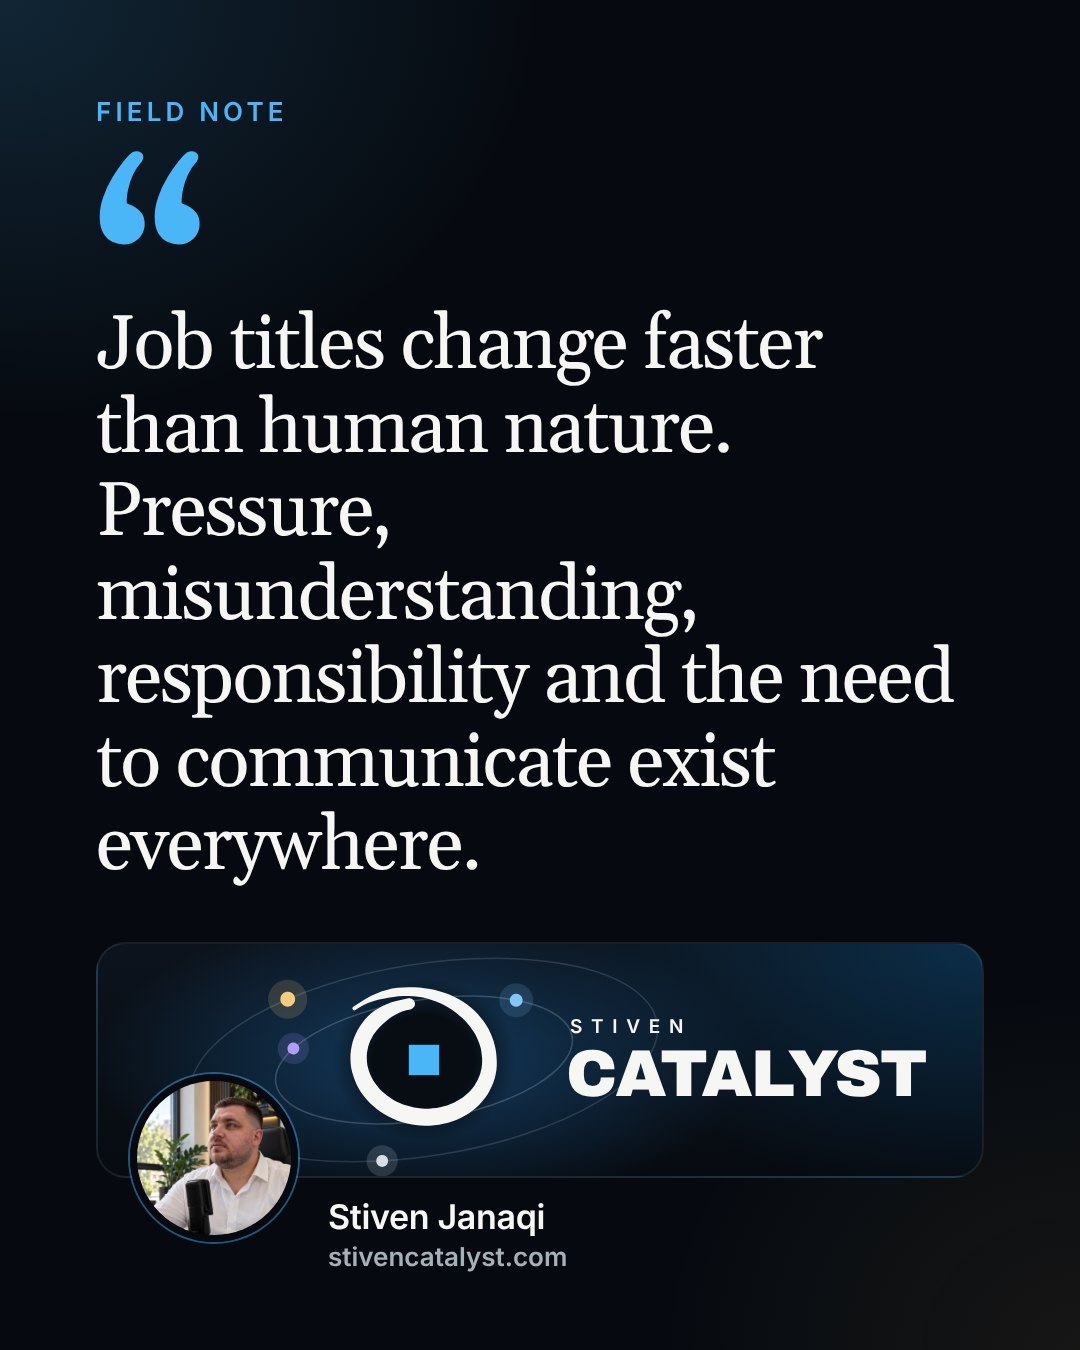 FIELD NOTE
“
Job titles change faster
than human nature.
Pressure,
misunderstanding,
responsibility and the need
to communicate exist
everywhere.
STIVEN
CATALYST
Stiven Janaqi
stivencatalyst.com